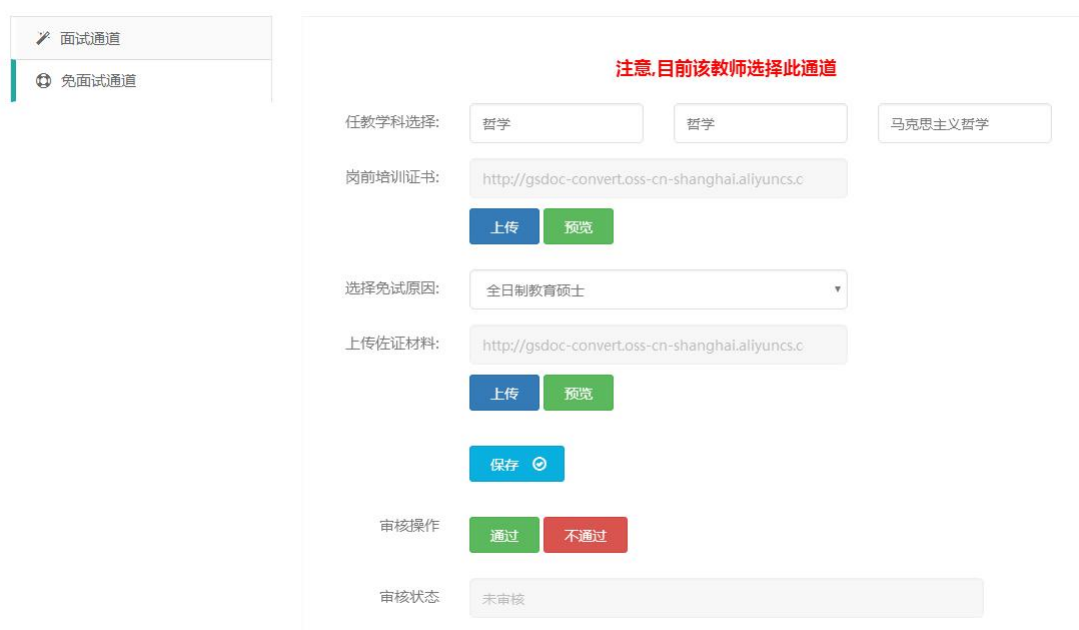 面试通道
免面试通道
注意,目前该教师选择此通道
任教学科选择: 哲学 哲学 马克思主义哲学
岗前培训证书: http://gsdoc-convert.oss-cn-shanghai.aliyuncs.c
上传 预览
选择免试原因: 全日制教育硕士
上传佐证材料: http://gsdoc-convert.oss-cn-shanghai.aliyuncs.c
上传 预览
保存
审核操作 通过 不通过
审核状态 未审核